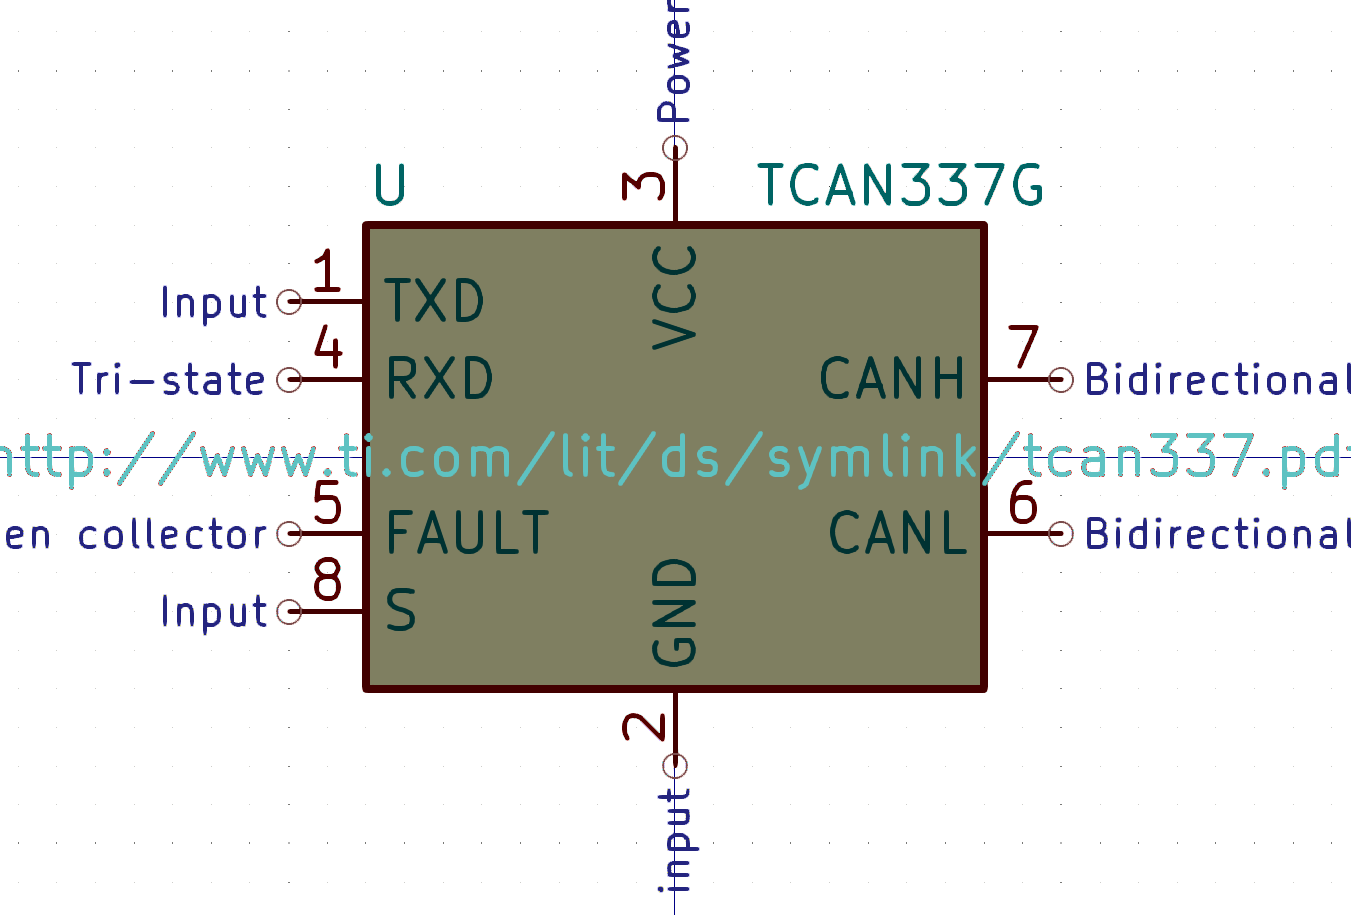 Power
U
3
TCAN337G
1
VCC
Input
TXD
4
7
Tri-state
RXD
CANH
Bidirectional
http://www.ti.com/lit/ds/symlink/tcan337.pdf
5
6
en collector
FAULT
CANL
Bidirectional
8
GND
Input
S
2
input